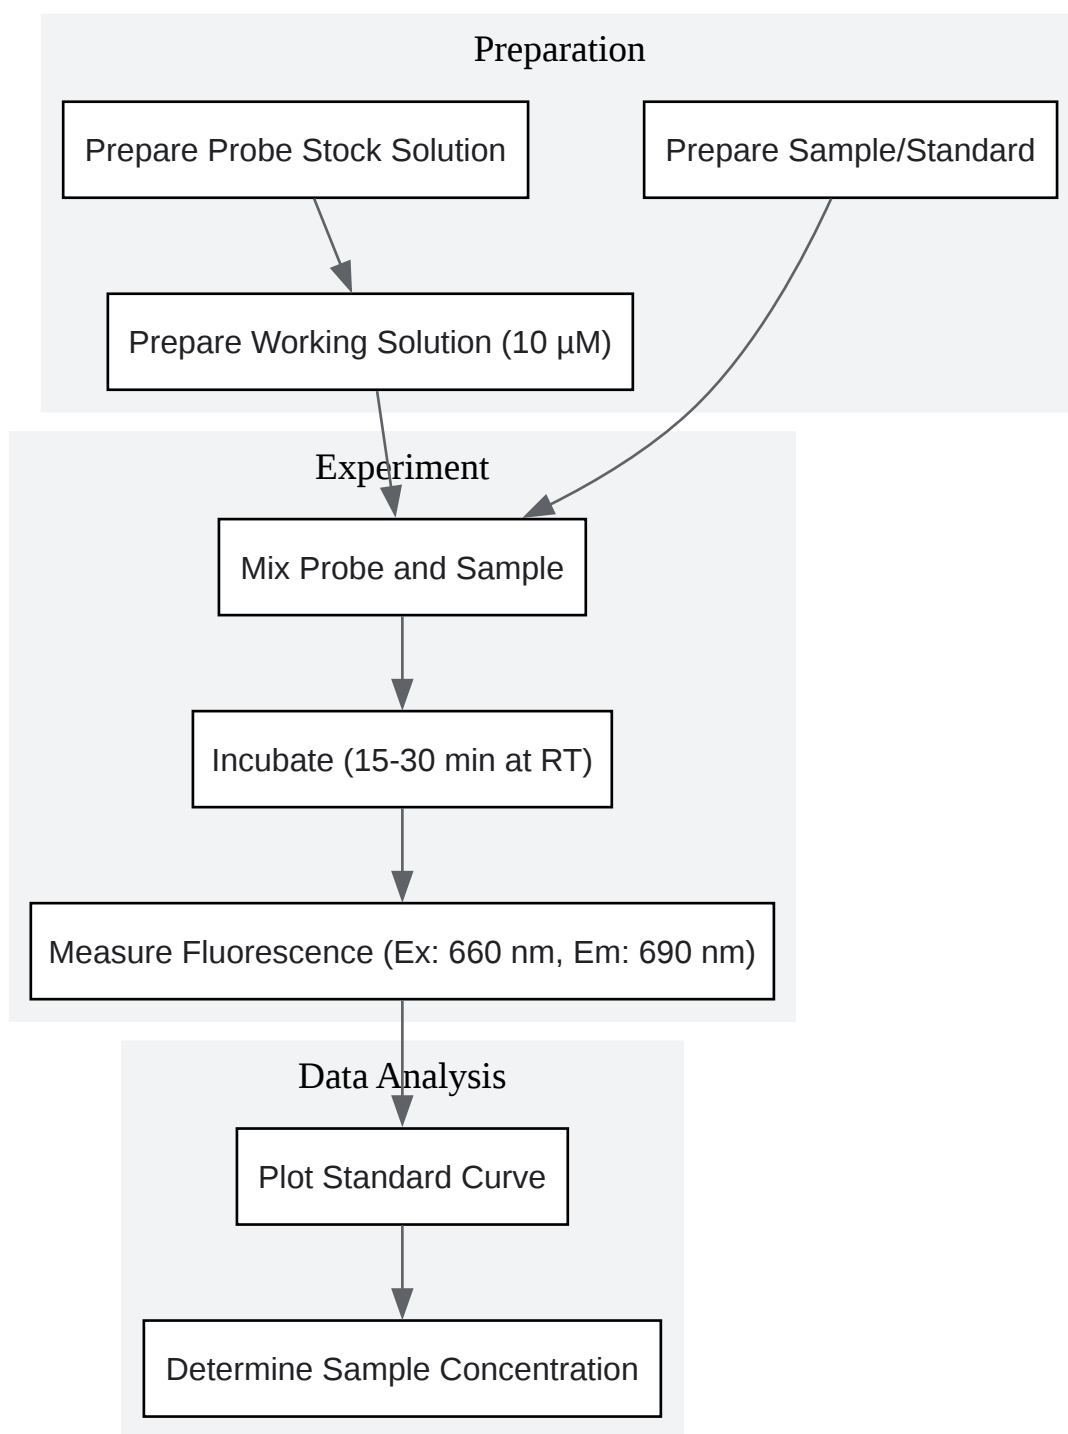 Preparation
Prepare Probe Stock Solution
Prepare Sample/Standard
Prepare Working Solution (10 µM)
Experiment
Mix Probe and Sample
Incubate (15-30 min at RT)
Measure Fluorescence (Ex: 660 nm, Em: 690 nm)
Data Analysis
Plot Standard Curve
Determine Sample Concentration